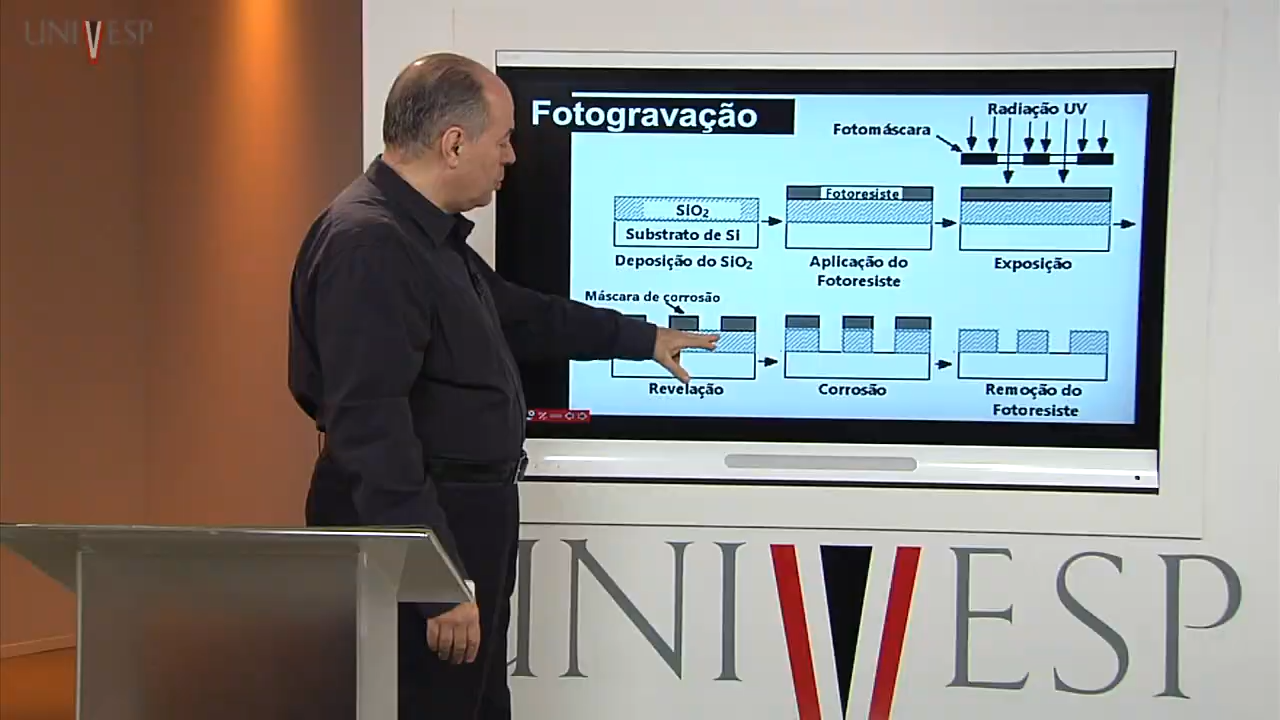 UNIVESP
Fotogravação
Radiação UV
Fotomáscara
Fotoresiste
SiO₂
Substrato de Si
Deposição do SiO₂
Aplicação do
Fotoresiste
Exposição
Máscara de corrosão
Revelação
Corrosão
Remoção do
Fotoresiste
UNIVESP